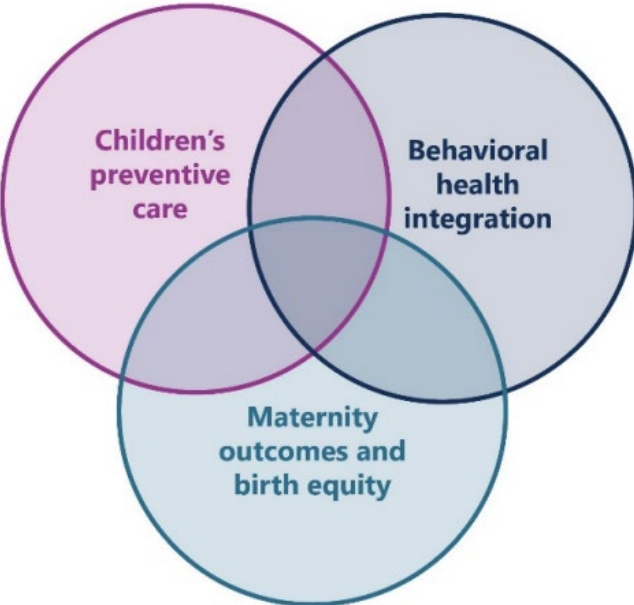 Children’s
preventive
care
Behavioral
health
integration
Maternity
outcomes and
birth equity